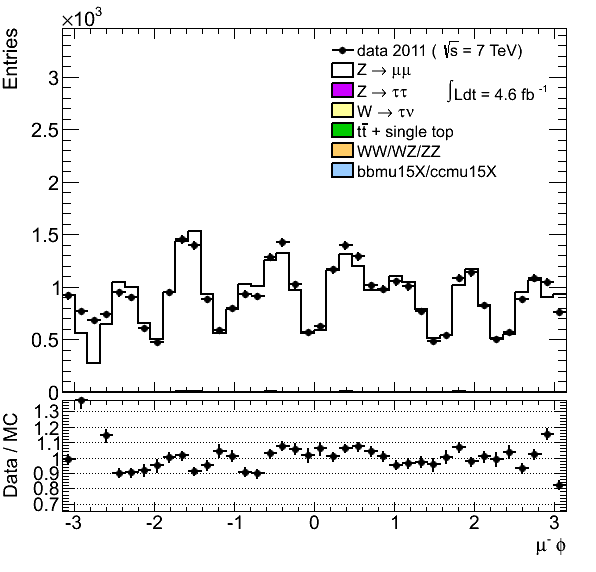 ×10³
Entries
3
2.5
2
1.5
1
0.5
0
data 2011 ( √s = 7 TeV)
Z → μμ
Z → ττ
W → τν
tt̅ + single top
WW/WZ/ZZ
bbmu15X/ccmu15X
∫Ldt = 4.6 fb⁻¹
Data / MC
1.3
1.2
1.1
1
0.9
0.8
0.7
-3 -2 -1 0 1 2 3
μ⁻ ϕ